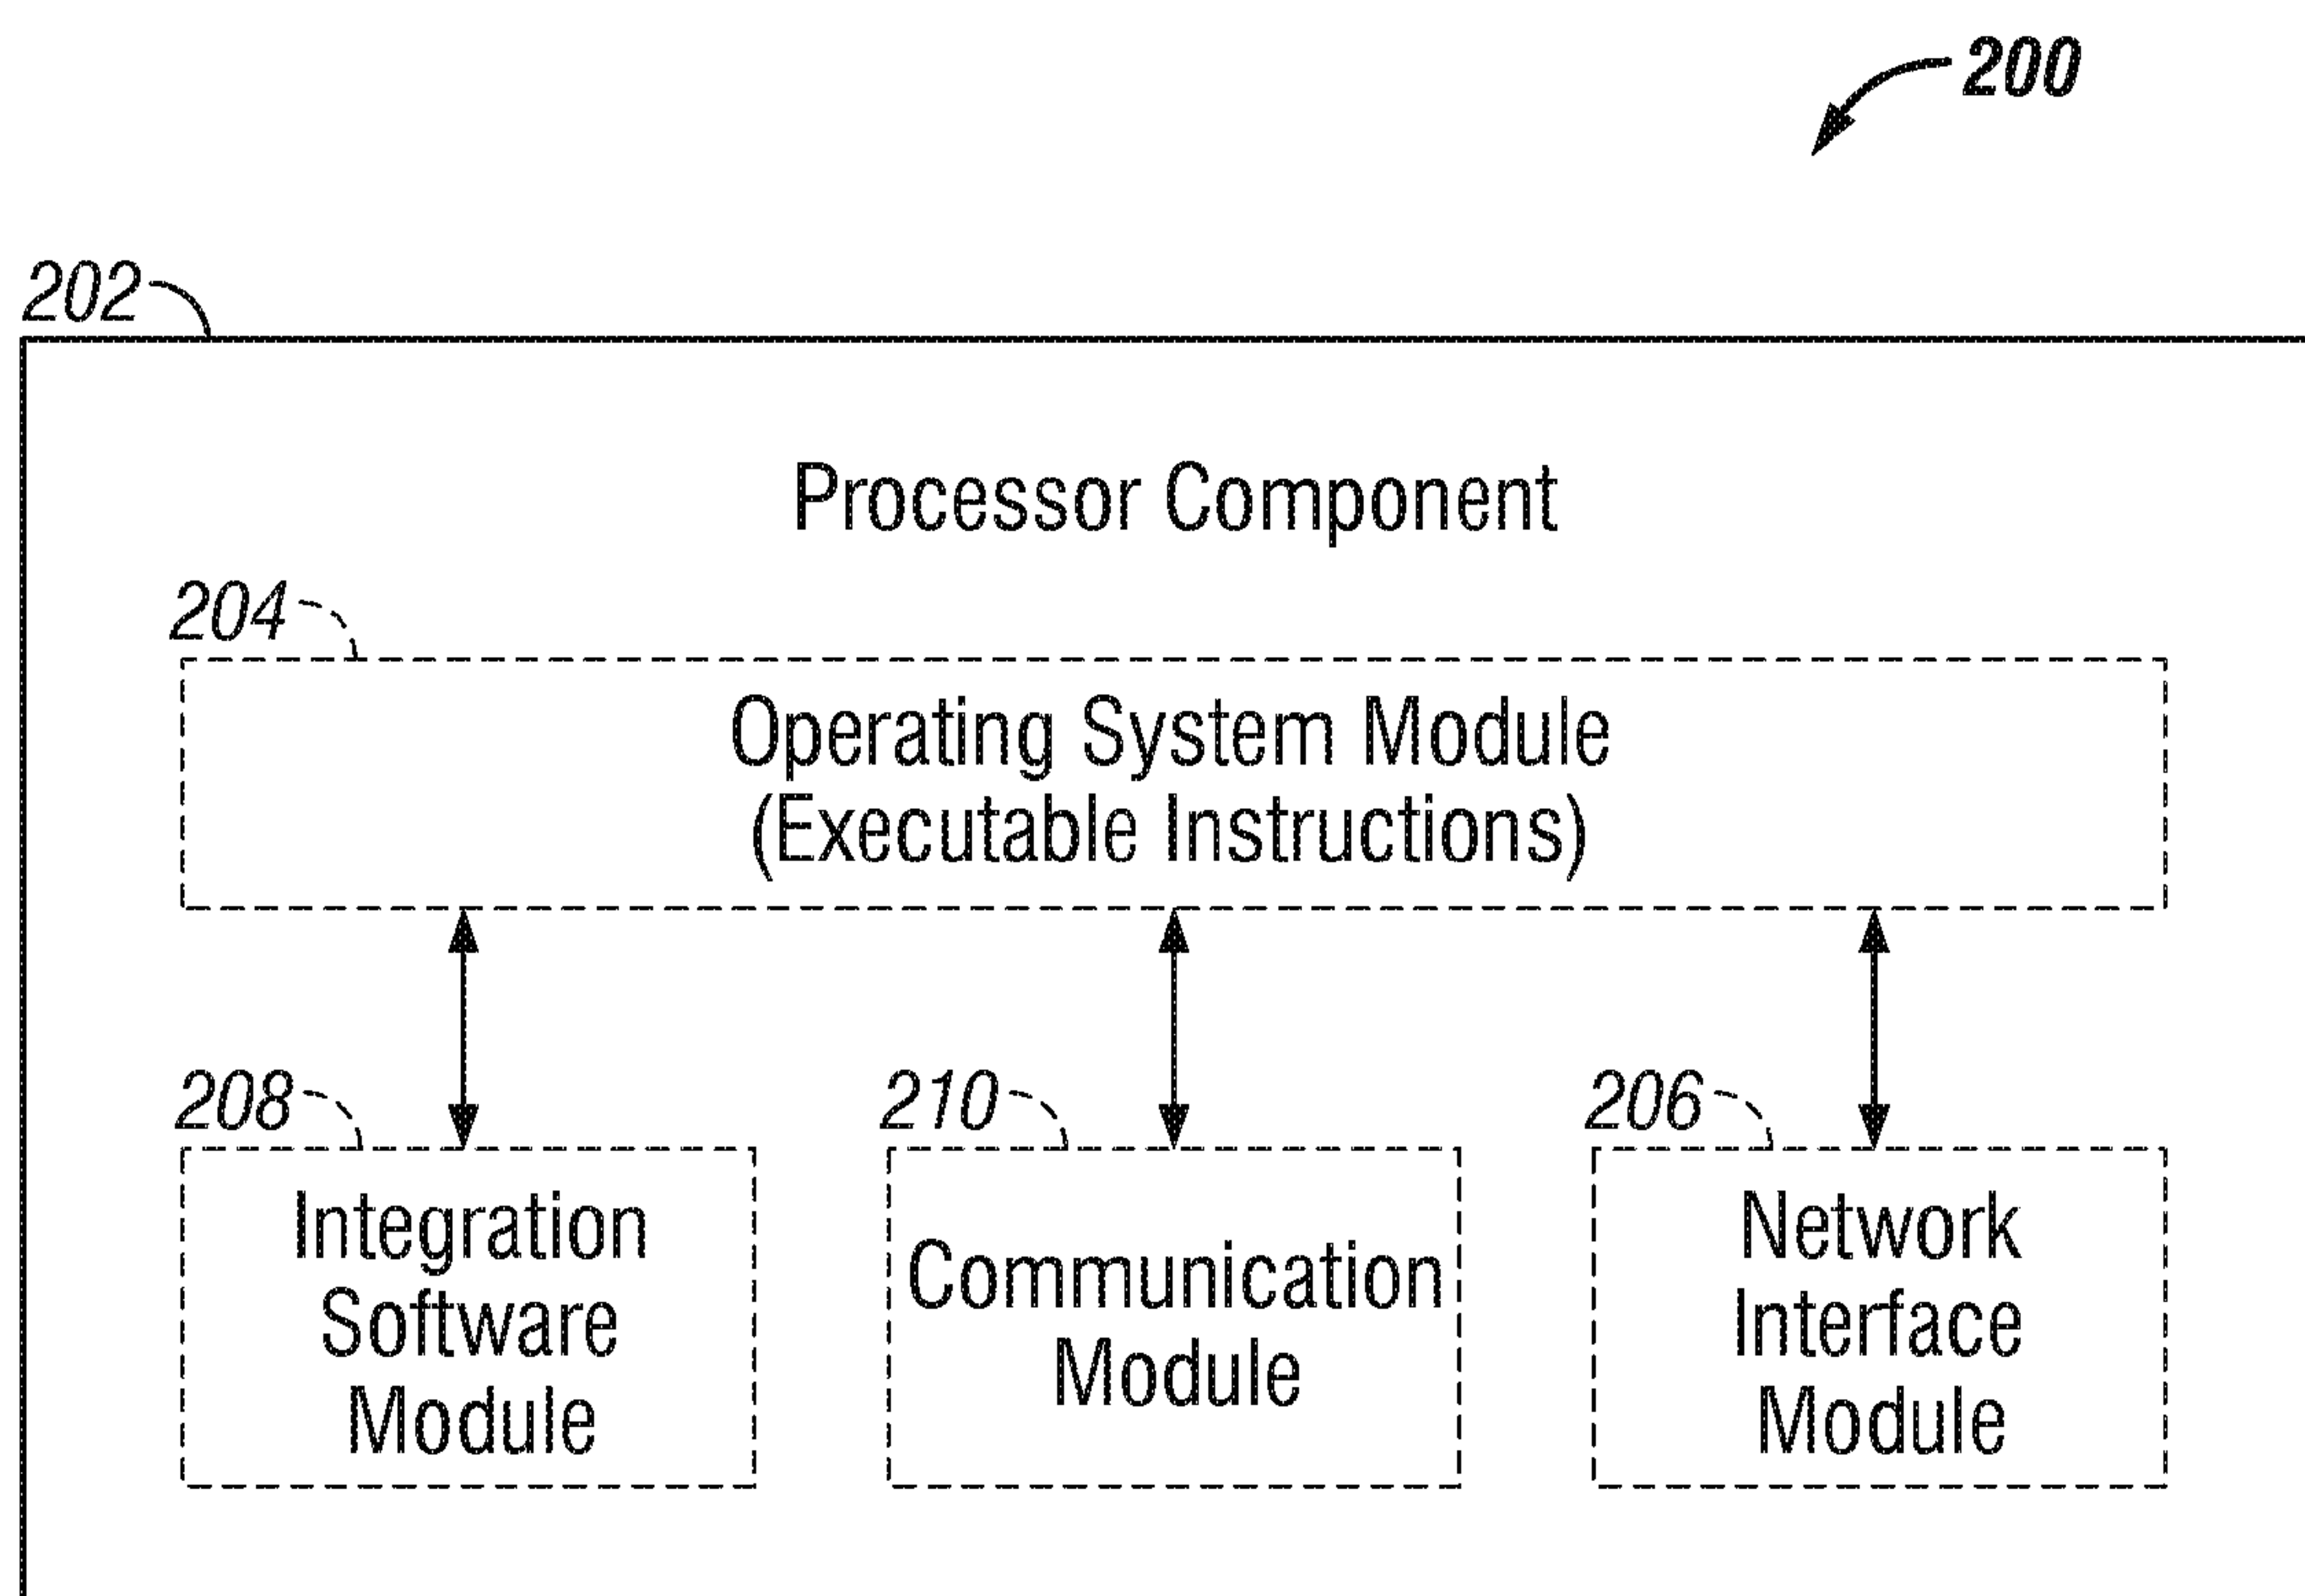 200
202
Processor Component
204
Operating System Module
(Executable Instructions)
208
210
206
Integration
Software
Module
Communication
Module
Network
Interface
Module